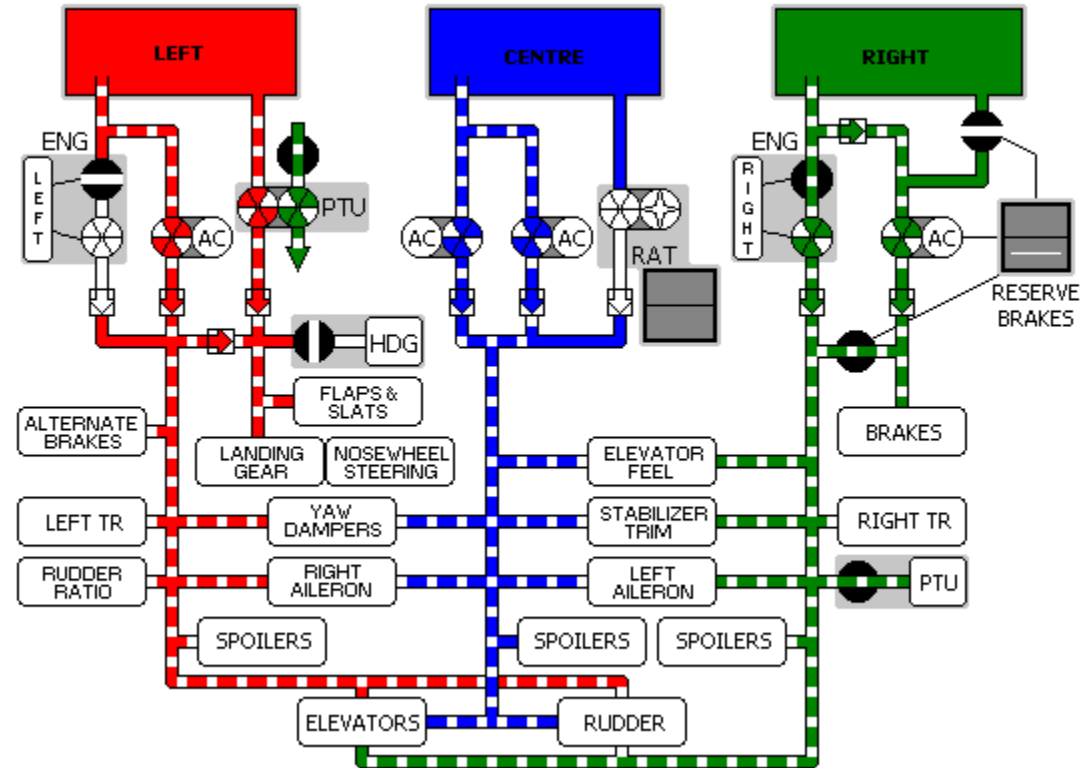 LEFT
CENTRE
RIGHT
ENG
LEFT
AC
PTU
AC
AC
RAT
ENG
RIGHT
AC
RESERVE
BRAKES
HDG
FLAPS &
SLATS
ALTERNATE
BRAKES
LANDING
GEAR
NOSEWHEEL
STEERING
ELEVATOR
FEEL
BRAKES
LEFT TR
YAW
DAMPERS
STABILIZER
TRIM
RIGHT TR
RUDDER
RATIO
RIGHT
AILERON
LEFT
AILERON
PTU
SPOILERS
SPOILERS
SPOILERS
ELEVATORS
RUDDER